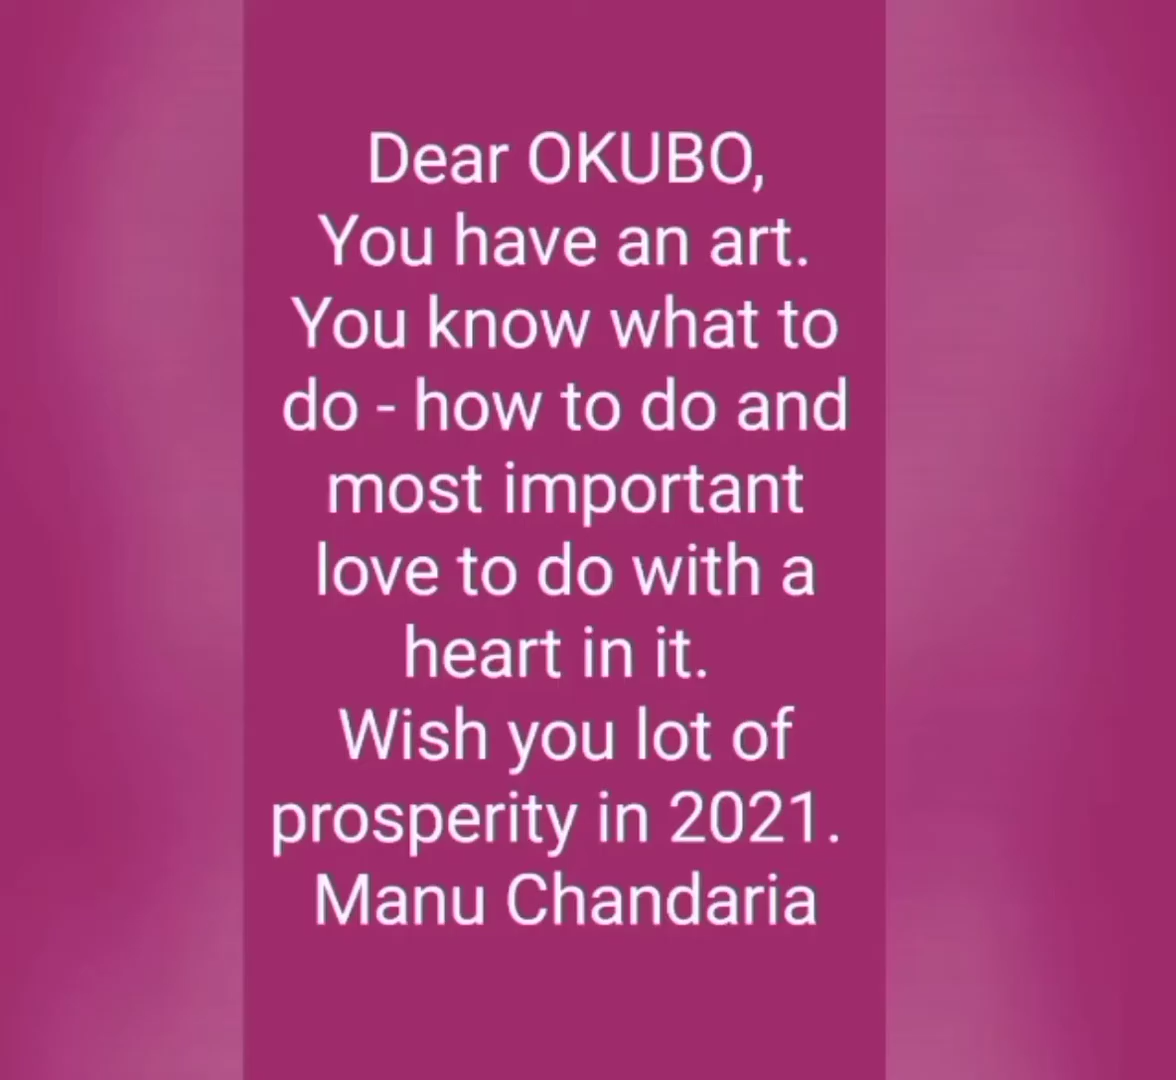 Dear OKUBO,
You have an art.
You know what to
do - how to do and
most important
love to do with a
heart in it.
Wish you lot of
prosperity in 2021.
Manu Chandaria